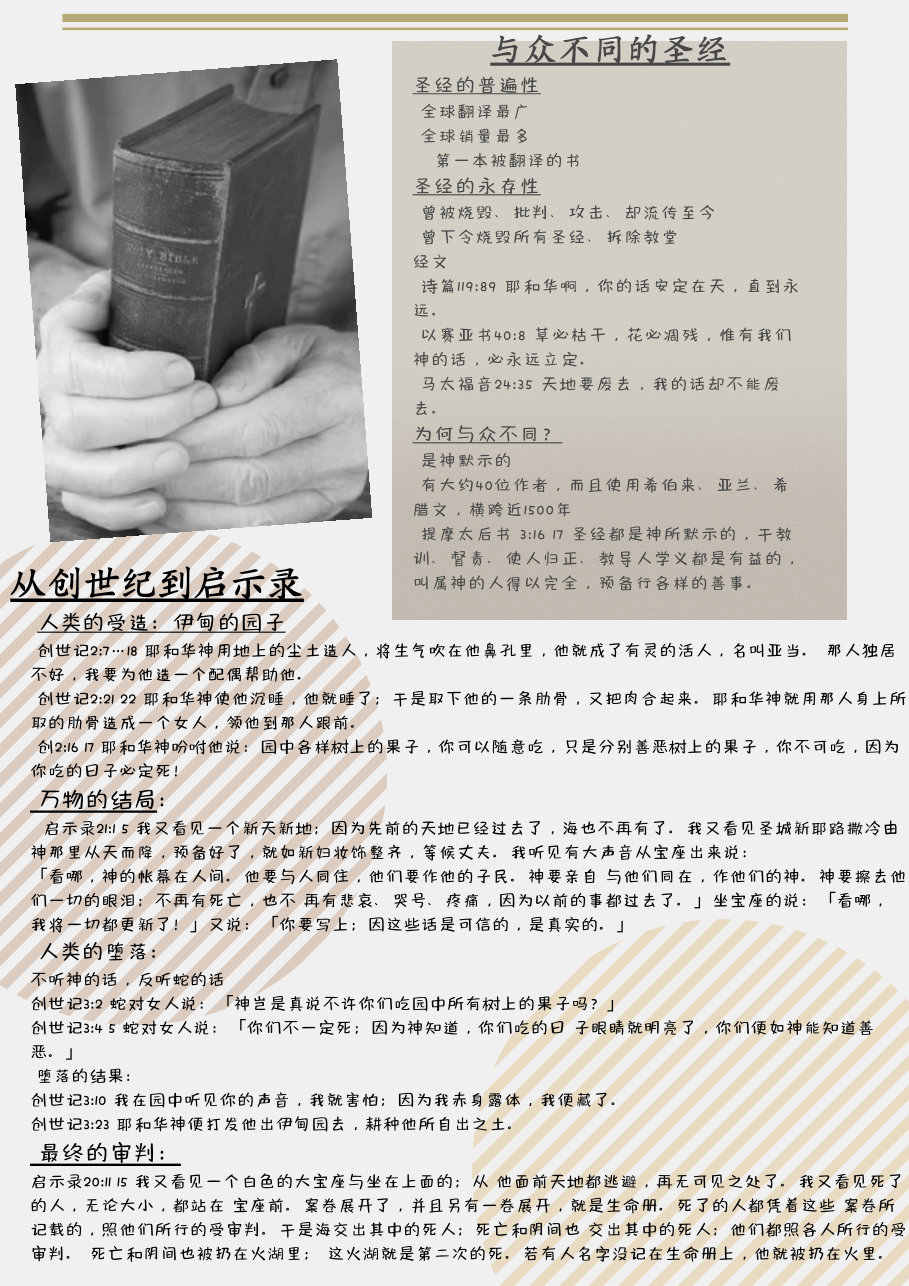 与众不同的圣经
圣经的普遍性
全球翻译最广
全球销量最多
第一本被翻译的书
圣经的永存性
曾被烧毁、批判、攻击、却流传至今
曾下令烧毁所有圣经、拆除教堂
经文
诗篇119:89 耶和华啊，你的话安定在天，直到永
远。
以赛亚书40:8 草必枯干，花必凋残，惟有我们
神的话，必永远立定。
马太福音24:35 天地要废去，我的话却不能废
去。
为何与众不同？
是神默示的
有大约40位作者，而且使用希伯来、亚兰、希
腊文，横跨近1500年
提摩太后书 3:16 17 圣经都是神所默示的，于教
训、督责、使人归正、教导人学义都是有益的，
叫属神的人得以完全，预备行各样的善事。
HOLY BIBLE
从创世纪到启示录
人类的受造：伊甸的园子
创世记2:7…18 耶和华神用地上的尘土造人，将生气吹在他鼻孔里，他就成了有灵的活人，名叫亚当。 那人独居
不好，我要为他造一个配偶帮助他。
创世记2:21 22 耶和华神使他沉睡，他就睡了；于是取下他的一条肋骨，又把肉合起来。耶和华神就用那人身上所
取的肋骨造成一个女人，领他到那人跟前。
创2:16 17 耶和华神吩咐他说：园中各样树上的果子，你可以随意吃，只是分别善恶树上的果子，你不可吃，因为
你吃的日子必定死！
万物的结局：
启示录21:1 5 我又看见一个新天新地；因为先前的天地已经过去了，海也不再有了。我又看见圣城新耶路撒冷由
神那里从天而降，预备好了，就如新妇妆饰整齐，等候丈夫。我听见有大声音从宝座出来说：
「看哪，神的帐幕在人间。他要与人同住，他们要作他的子民。神要亲自 与他们同在，作他们的神。神要擦去他
们一切的眼泪；不再有死亡，也不 再有悲哀、哭号、疼痛，因为以前的事都过去了。」坐宝座的说：「看哪，
我将一切都更新了！」又说：「你要写上；因这些话是可信的，是真实的。」
人类的堕落：
不听神的话，反听蛇的话
创世记3:2 蛇对女人说：「神岂是真说不许你们吃园中所有树上的果子吗？」
创世记3:4 5 蛇对女人说：「你们不一定死；因为神知道，你们吃的日 子眼睛就明亮了，你们便如神能知道善
恶。」
堕落的结果：
创世记3:10 我在园中听见你的声音，我就害怕；因为我赤身露体，我便藏了。
创世记3:23 耶和华神便打发他出伊甸园去，耕种他所自出之土。
最终的审判：
启示录20:11 15 我又看见一个白色的大宝座与坐在上面的；从 他面前天地都逃避，再无可见之处了。我又看见死了
的人，无论大小，都站在 宝座前。案卷展开了，并且另有一卷展开，就是生命册。死了的人都凭着这些 案卷所
记载的，照他们所行的受审判。于是海交出其中的死人；死亡和阴间也 交出其中的死人；他们都照各人所行的受
审判。 死亡和阴间也被扔在火湖里； 这火湖就是第二次的死。若有人名字没记在生命册上，他就被扔在火里。